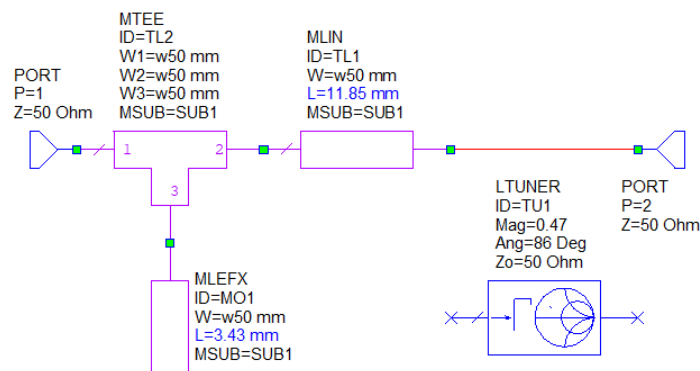 MTEE
ID=TL2
W1=w50 mm
W2=w50 mm
W3=w50 mm
MSUB=SUB1
MLIN
ID=TL1
W=w50 mm
L=11.85 mm
MSUB=SUB1
PORT
P=1
Z=50 Ohm
1
2
3
LTUNER
ID=TU1
Mag=0.47
Ang=86 Deg
Zo=50 Ohm
PORT
P=2
Z=50 Ohm
MLEFX
ID=MO1
W=w50 mm
L=3.43 mm
MSUB=SUB1